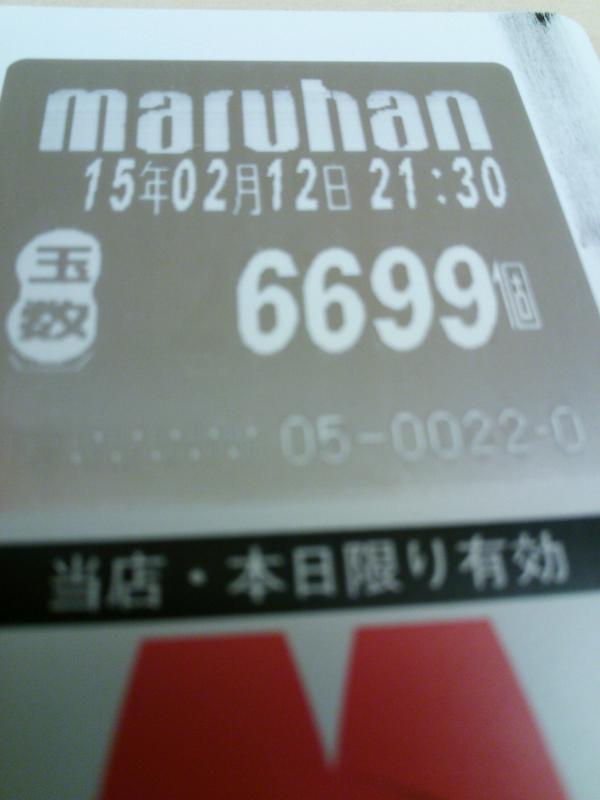 maruhan
15年02月12日 21:30
玉数 6699個
05-0022-0
当店・本日限り有効